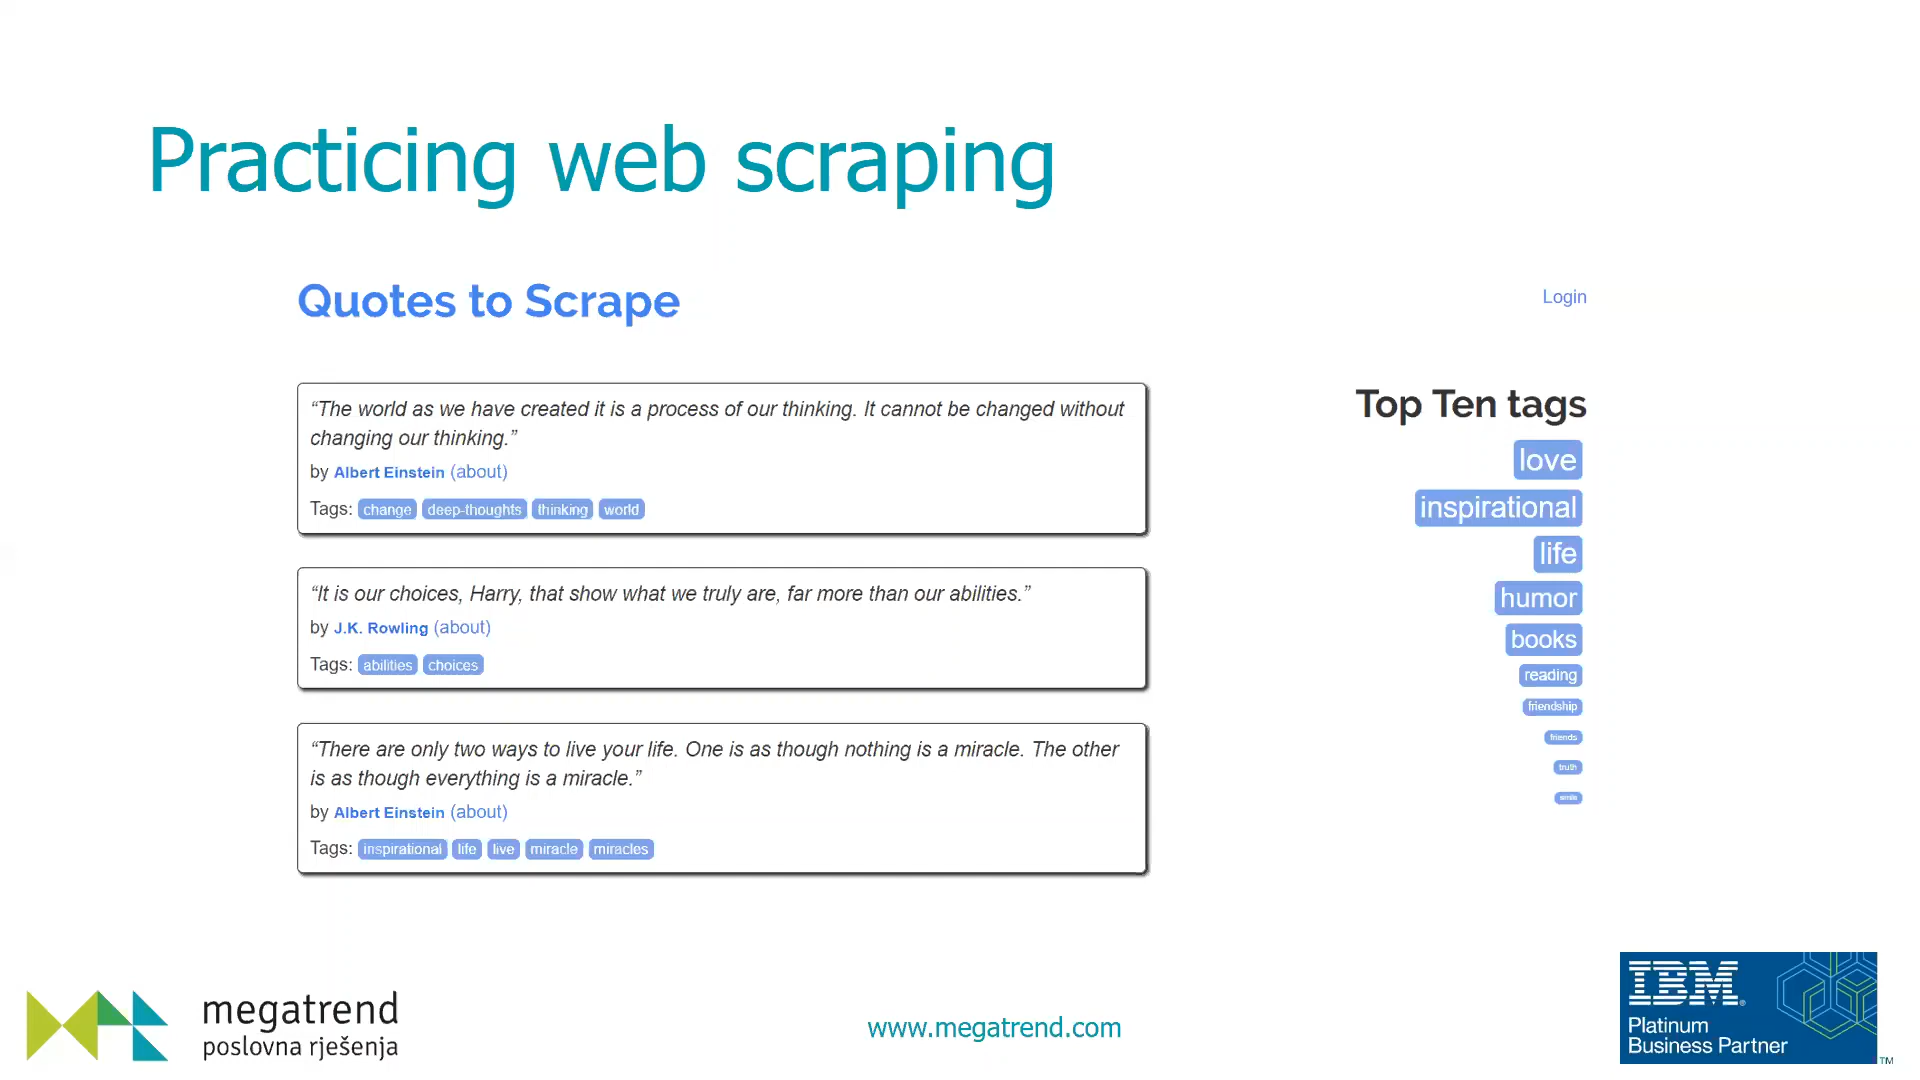 Practicing web scraping
Quotes to Scrape
Login
“The world as we have created it is a process of our thinking. It cannot be changed without
changing our thinking.”
by Albert Einstein (about)
Tags: change deep-thoughts thinking world
“It is our choices, Harry, that show what we truly are, far more than our abilities.”
by J.K. Rowling (about)
Tags: abilities choices
“There are only two ways to live your life. One is as though nothing is a miracle. The other
is as though everything is a miracle.”
by Albert Einstein (about)
Tags: inspirational life live miracle miracles
Top Ten tags
love
inspirational
life
humor
books
reading
friendship
friends
truth
simile
megatrend
poslovna rješenja
www.megatrend.com
IBM®
Platinum
Business Partner
™